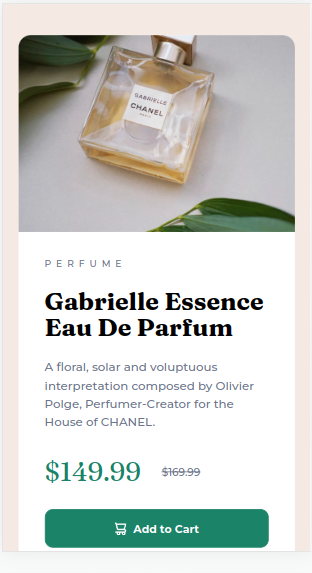 GABRIELLE
CHANEL
PARIS
PERFUME
Gabrielle Essence
Eau De Parfum
A floral, solar and voluptuous
interpretation composed by Olivier
Polge, Perfumer-Creator for the
House of CHANEL.
$149.99 $169.99
Add to Cart